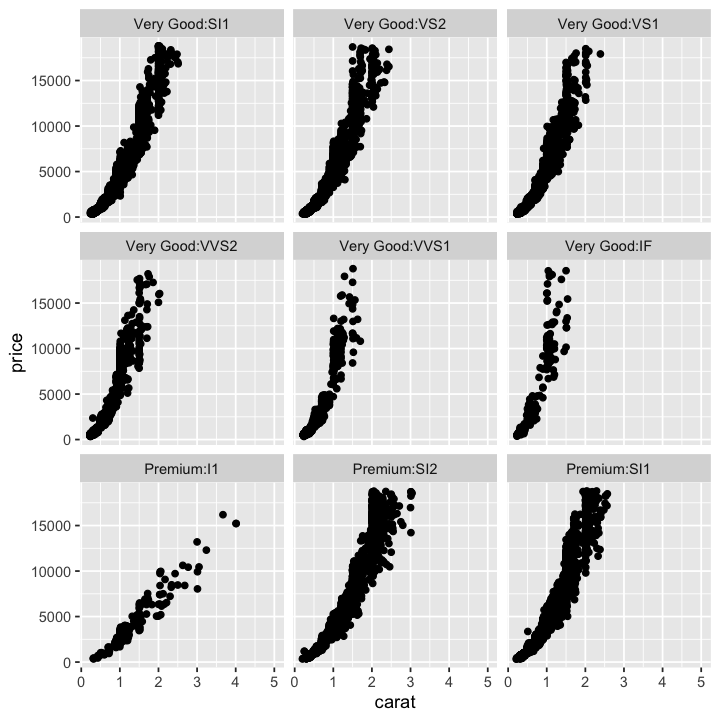 Very Good:SI1 Very Good:VS2 Very Good:VS1
15000
10000
5000
0
Very Good:VVS2 Very Good:VVS1 Very Good:IF
15000
10000
5000
0
price
Premium:I1 Premium:SI2 Premium:SI1
15000
10000
5000
0
0 1 2 3 4 5 0 1 2 3 4 5 0 1 2 3 4 5
carat